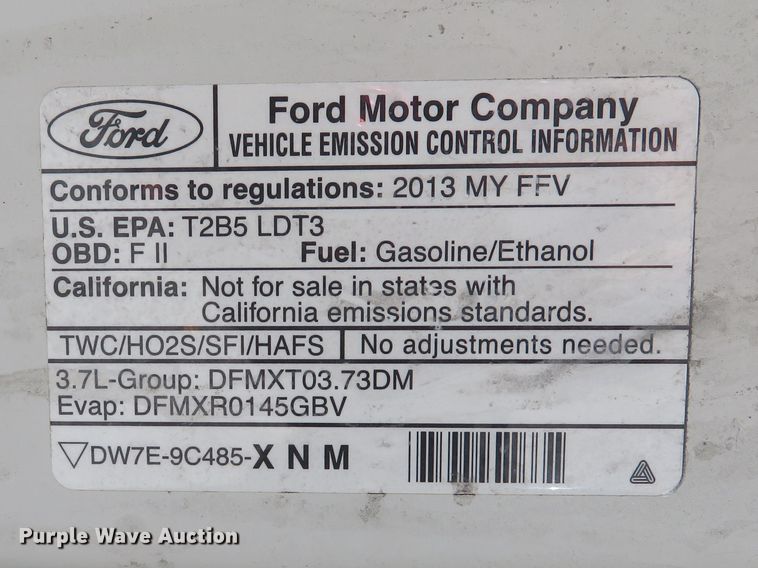 Ford
Ford Motor Company
VEHICLE EMISSION CONTROL INFORMATION
Conforms to regulations: 2013 MY FFV
U.S. EPA: T2B5 LDT3
OBD: F II Fuel: Gasoline/Ethanol
California: Not for sale in states with
California emissions standards.
TWC/HO2S/SFI/HAFS No adjustments needed.
3.7L-Group: DFMXT03.73DM
Evap: DFMXR0145GBV
▽DW7E-9C485-X N M
Purple Wave Auction